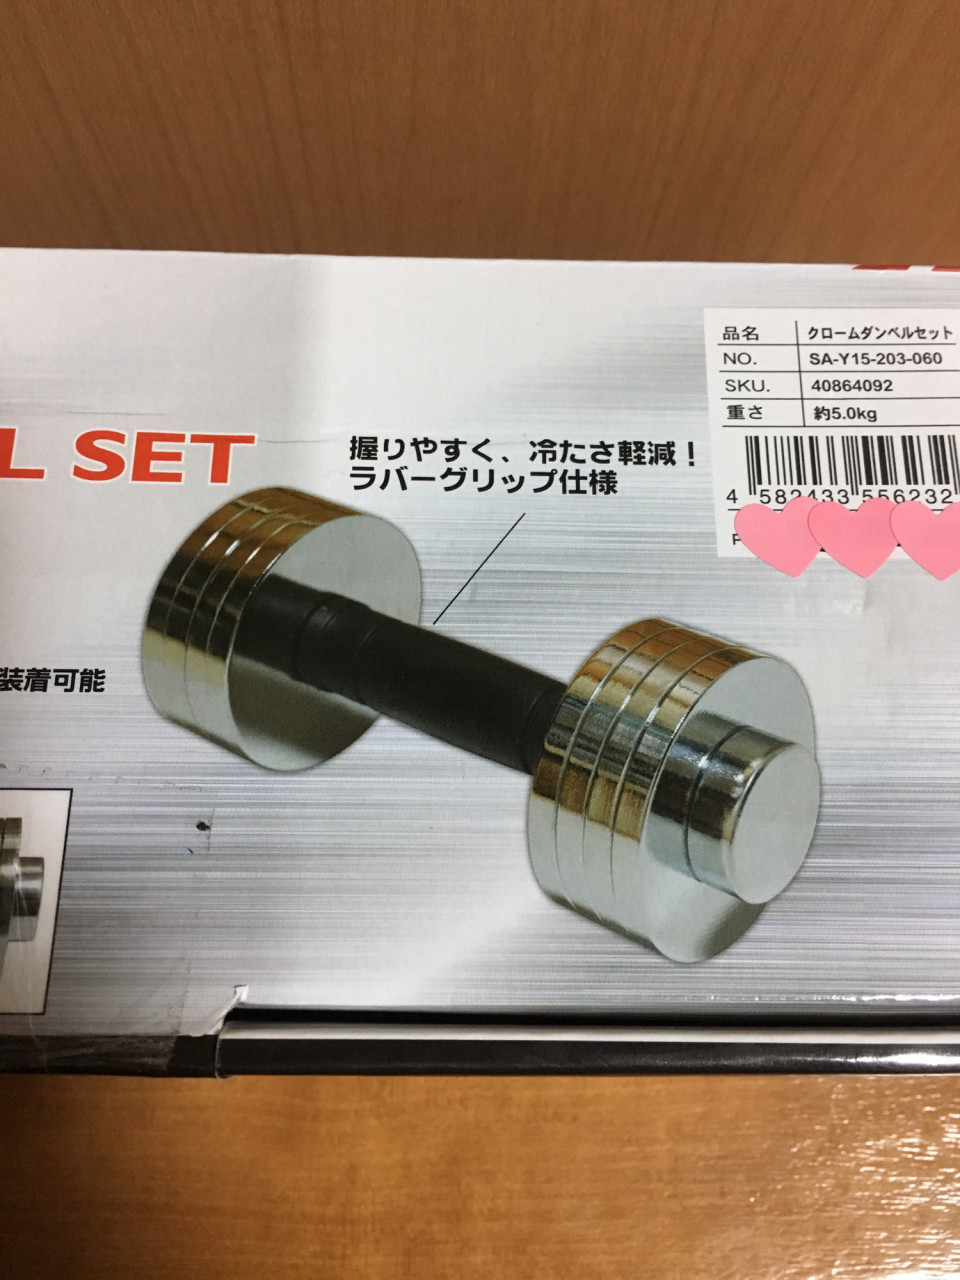 L SET
握りやすく、冷たさ軽減！
ラバーグリップ仕様
装着可能
品名 クロームダンベルセット
NO. SA-Y15-203-060
SKU. 40864092
重さ 約5.0kg
4 582433 556232